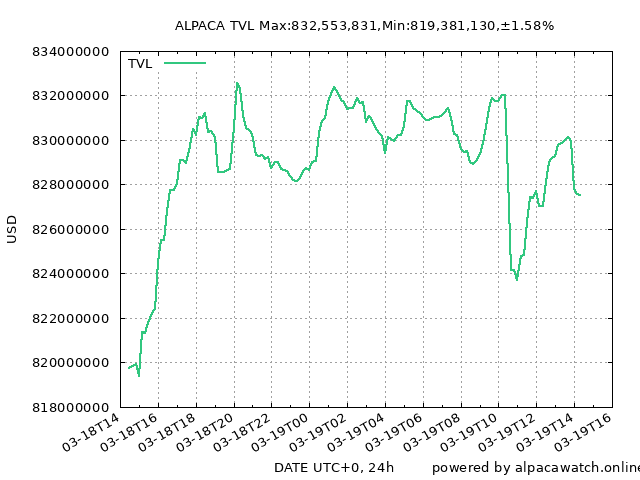 ALPACA TVL Max:832,553,831,Min:819,381,130,±1.58%
834000000
TVL
832000000
830000000
828000000
826000000
824000000
822000000
820000000
818000000
USD
03-18T14
03-18T16
03-18T18
03-18T20
03-18T22
03-19T00
03-19T02
03-19T04
03-19T06
03-19T08
03-19T10
03-19T12
03-19T14
03-19T16
DATE UTC+0, 24h
powered by alpacawatch.online